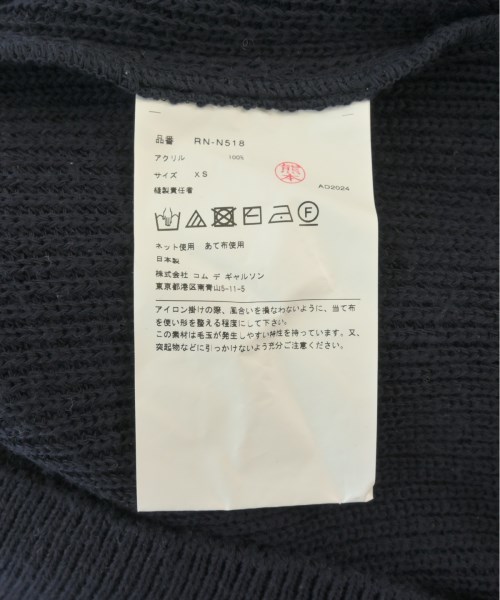 品番 RN-N518
アクリル 100%
サイズ XS
熊本
縫製責任者
AD2024
F
ネット使用 あて布使用
日本製
株式会社 コム デ ギャルソン
東京都港区南青山5-11-5
アイロン掛けの際、風合いを損なわないように、当て布
を使い形を整える程度にして下さい。
この素材は毛玉が発生しやすい特性を持っています。又、
突起物などに引っかけないよう充分ご注意ください。